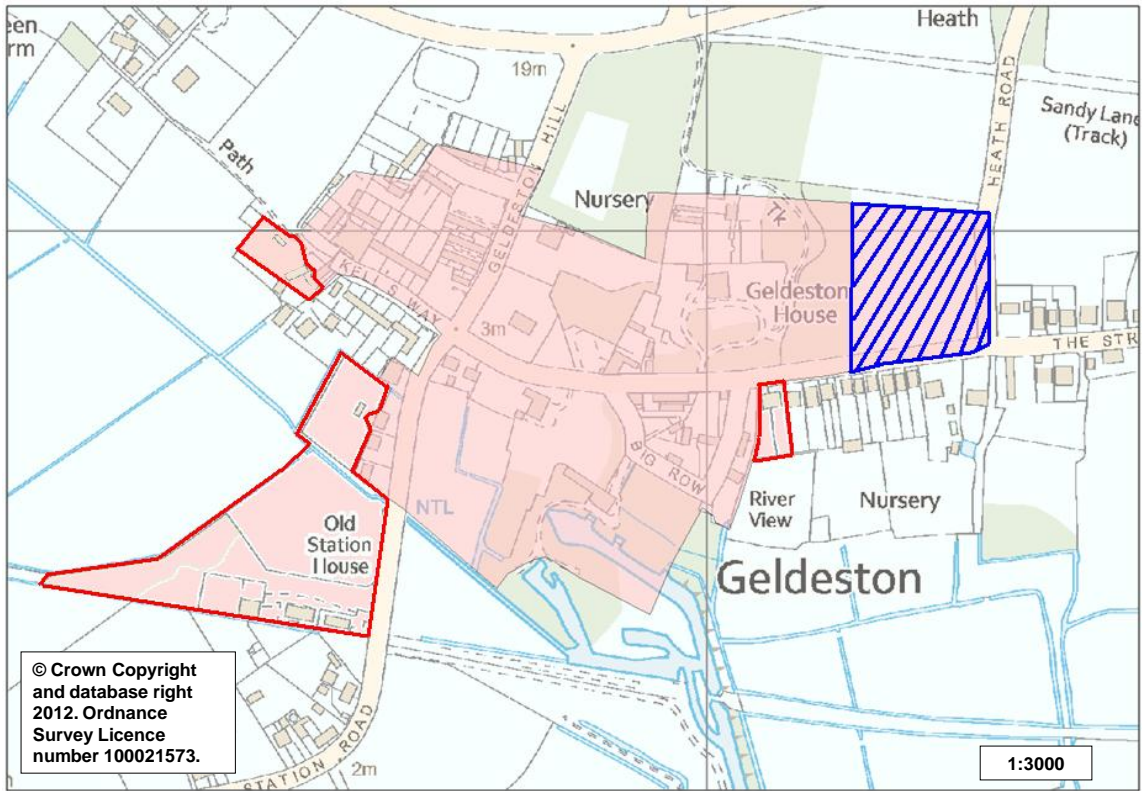 een
rm
Heath
19m
Sandy Lane
(Track)
HEATH ROAD
Path
GELDESTON HILL
Nursery
KELL'S WAY
Geldeston
House
3m
THE STR
BIG ROW
NTL
River
View
Nursery
Old
Station
House
Geldeston
© Crown Copyright
and database right
2012. Ordnance
Survey Licence
number 100021573.
STATION ROAD
2m
1:3000